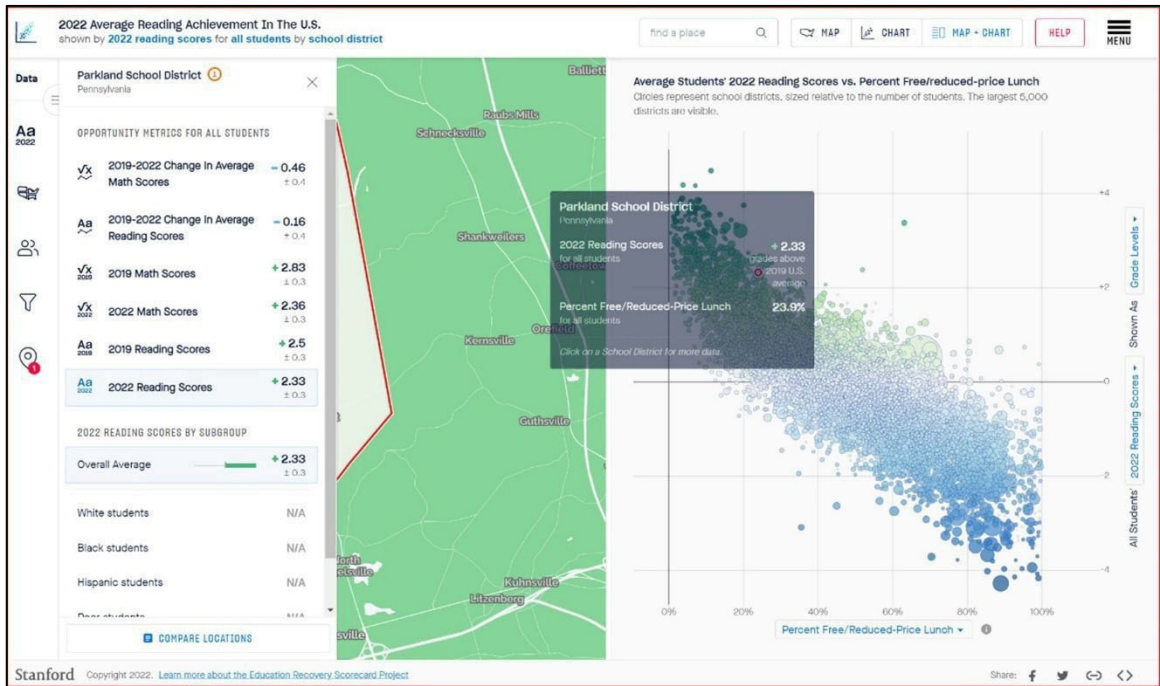 2022 Average Reading Achievement In The U.S.
shown by 2022 reading scores for all students by school district
find a place
MAP
CHART
MAP + CHART
HELP
MENU
Data
Aa
2022
1
Parkland School District
Pennsylvania
OPPORTUNITY METRICS FOR ALL STUDENTS
√x
2019-2022 Change In Average
Math Scores
- 0.46
± 0.4
Aa
2019-2022 Change In Average
Reading Scores
- 0.16
± 0.4
√x
2019
2019 Math Scores
+ 2.83
± 0.3
√x
2022
2022 Math Scores
+ 2.36
± 0.3
Aa
2019
2019 Reading Scores
+ 2.5
± 0.3
Aa
2022
2022 Reading Scores
+ 2.33
± 0.3
2022 READING SCORES BY SUBGROUP
Overall Average
+ 2.33
± 0.3
White students
N/A
Black students
N/A
Hispanic students
N/A
COMPARE LOCATIONS
Balliett
Raubs Mills
Schnecksville
Shankweilers
Orefield
Kernsville
Guthsville
Kuhnsville
Litzenberg
Parkland School District
Pennsylvania
2022 Reading Scores
for all students
+ 2.33
grades above
2019 U.S.
average
Percent Free/Reduced-Price Lunch
for all students
23.9%
Click on a School District for more data.
Average Students' 2022 Reading Scores vs. Percent Free/reduced-price Lunch
Circles represent school districts, sized relative to the number of students. The largest 5,000
districts are visible.
+4
+2
0
-2
-4
0%
20%
40%
60%
80%
100%
Percent Free/Reduced-Price Lunch
All Students' 2022 Reading Scores Shown As Grade Levels
Stanford
Copyright 2022. Learn more about the Education Recovery Scorecard Project
Share: